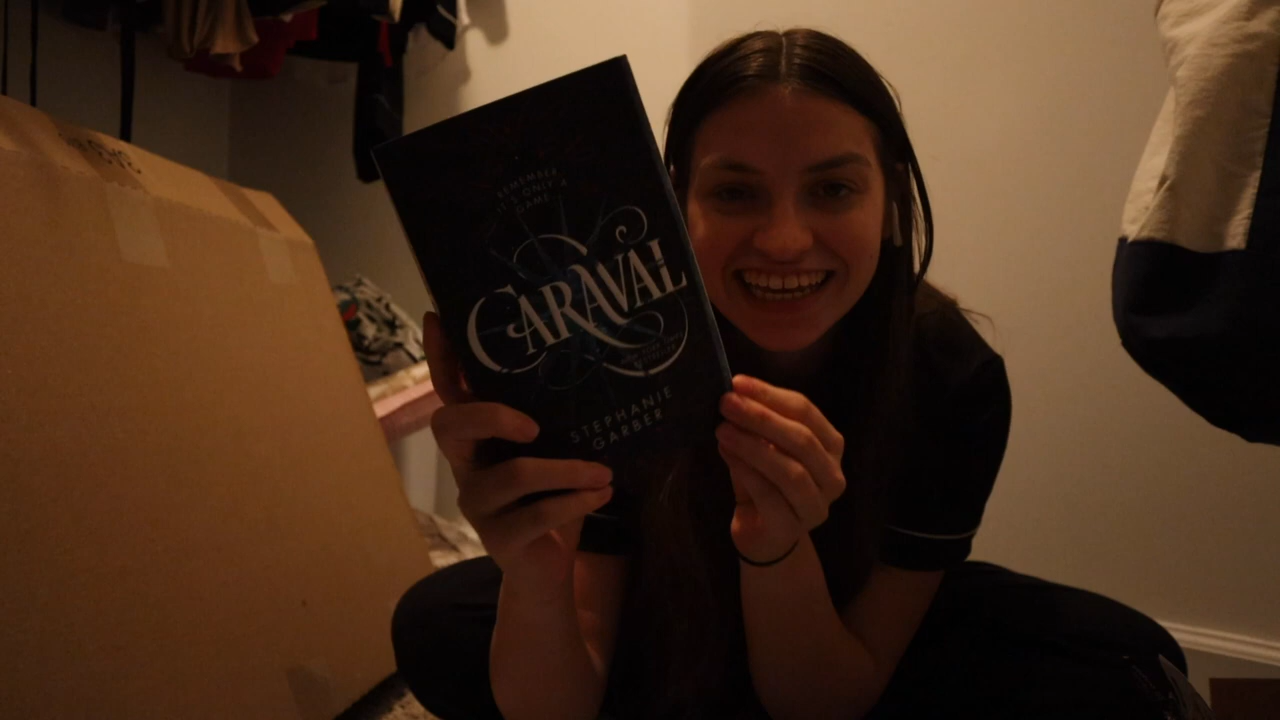 REMEMBER
IT'S ONLY A
GAME...
CARAVAL
STEPHANIE
GARBER